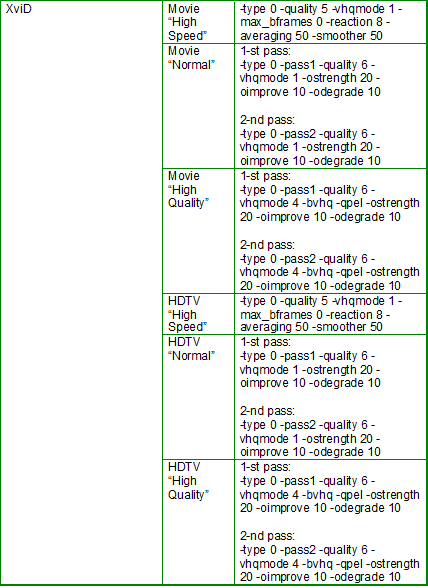 XviD
Movie
“High
Speed”
-type 0 -quality 5 -vhqmode 1 -
max_bframes 0 -reaction 8 -
averaging 50 -smoother 50
Movie
“Normal”
1-st pass:
-type 0 -pass1 -quality 6 -
vhqmode 1 -ostrength 20 -
oimprove 10 -odegrade 10
2-nd pass:
-type 0 -pass2 -quality 6 -
vhqmode 1 -ostrength 20 -
oimprove 10 -odegrade 10
Movie
“High
Quality”
1-st pass:
-type 0 -pass1 -quality 6 -
vhqmode 4 -bvhq -qpel -ostrength
20 -oimprove 10 -odegrade 10
2-nd pass:
-type 0 -pass2 -quality 6 -
vhqmode 4 -bvhq -qpel -ostrength
20 -oimprove 10 -odegrade 10
HDTV
“High
Speed”
-type 0 -quality 5 -vhqmode 1 -
max_bframes 0 -reaction 8 -
averaging 50 -smoother 50
HDTV
“Normal”
1-st pass:
-type 0 -pass1 -quality 6 -
vhqmode 1 -ostrength 20 -
oimprove 10 -odegrade 10
2-nd pass:
-type 0 -pass2 -quality 6 -
vhqmode 1 -ostrength 20 -
oimprove 10 -odegrade 10
HDTV
“High
Quality”
1-st pass:
-type 0 -pass1 -quality 6 -
vhqmode 4 -bvhq -qpel -ostrength
20 -oimprove 10 -odegrade 10
2-nd pass:
-type 0 -pass2 -quality 6 -
vhqmode 4 -bvhq -qpel -ostrength
20 -oimprove 10 -odegrade 10